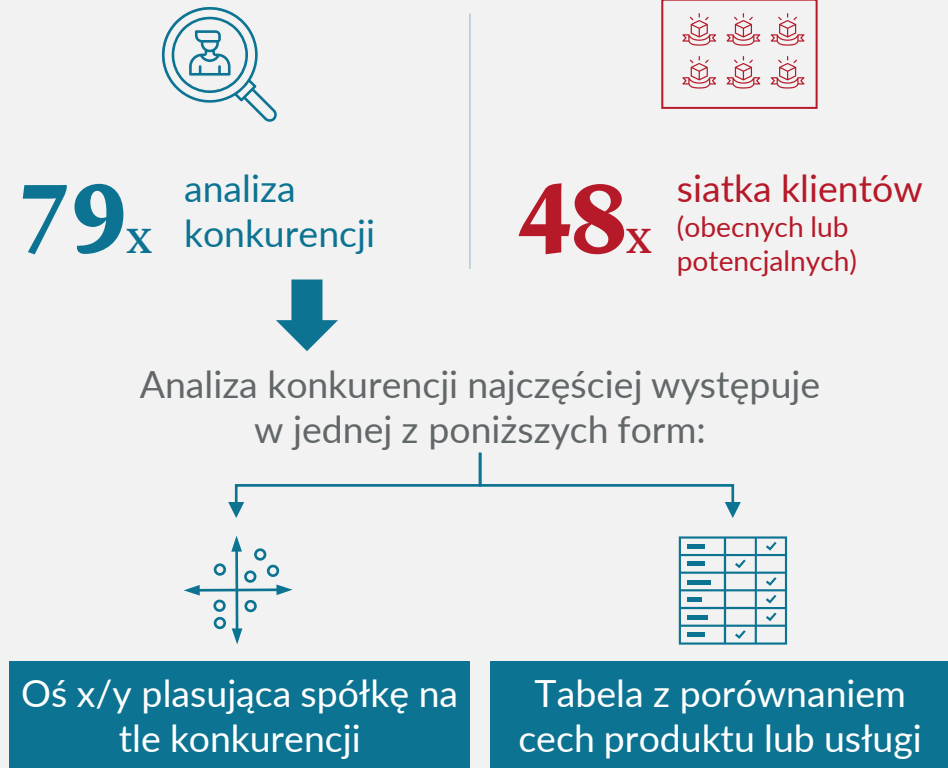 79x
analiza
konkurencji
48x
siatka klientów
(obecnych lub
potencjalnych)
Analiza konkurencji najczęściej występuje
w jednej z poniższych form:
Oś x/y plasująca spółkę na
tle konkurencji
Tabela z porównaniem
cech produktu lub usługi